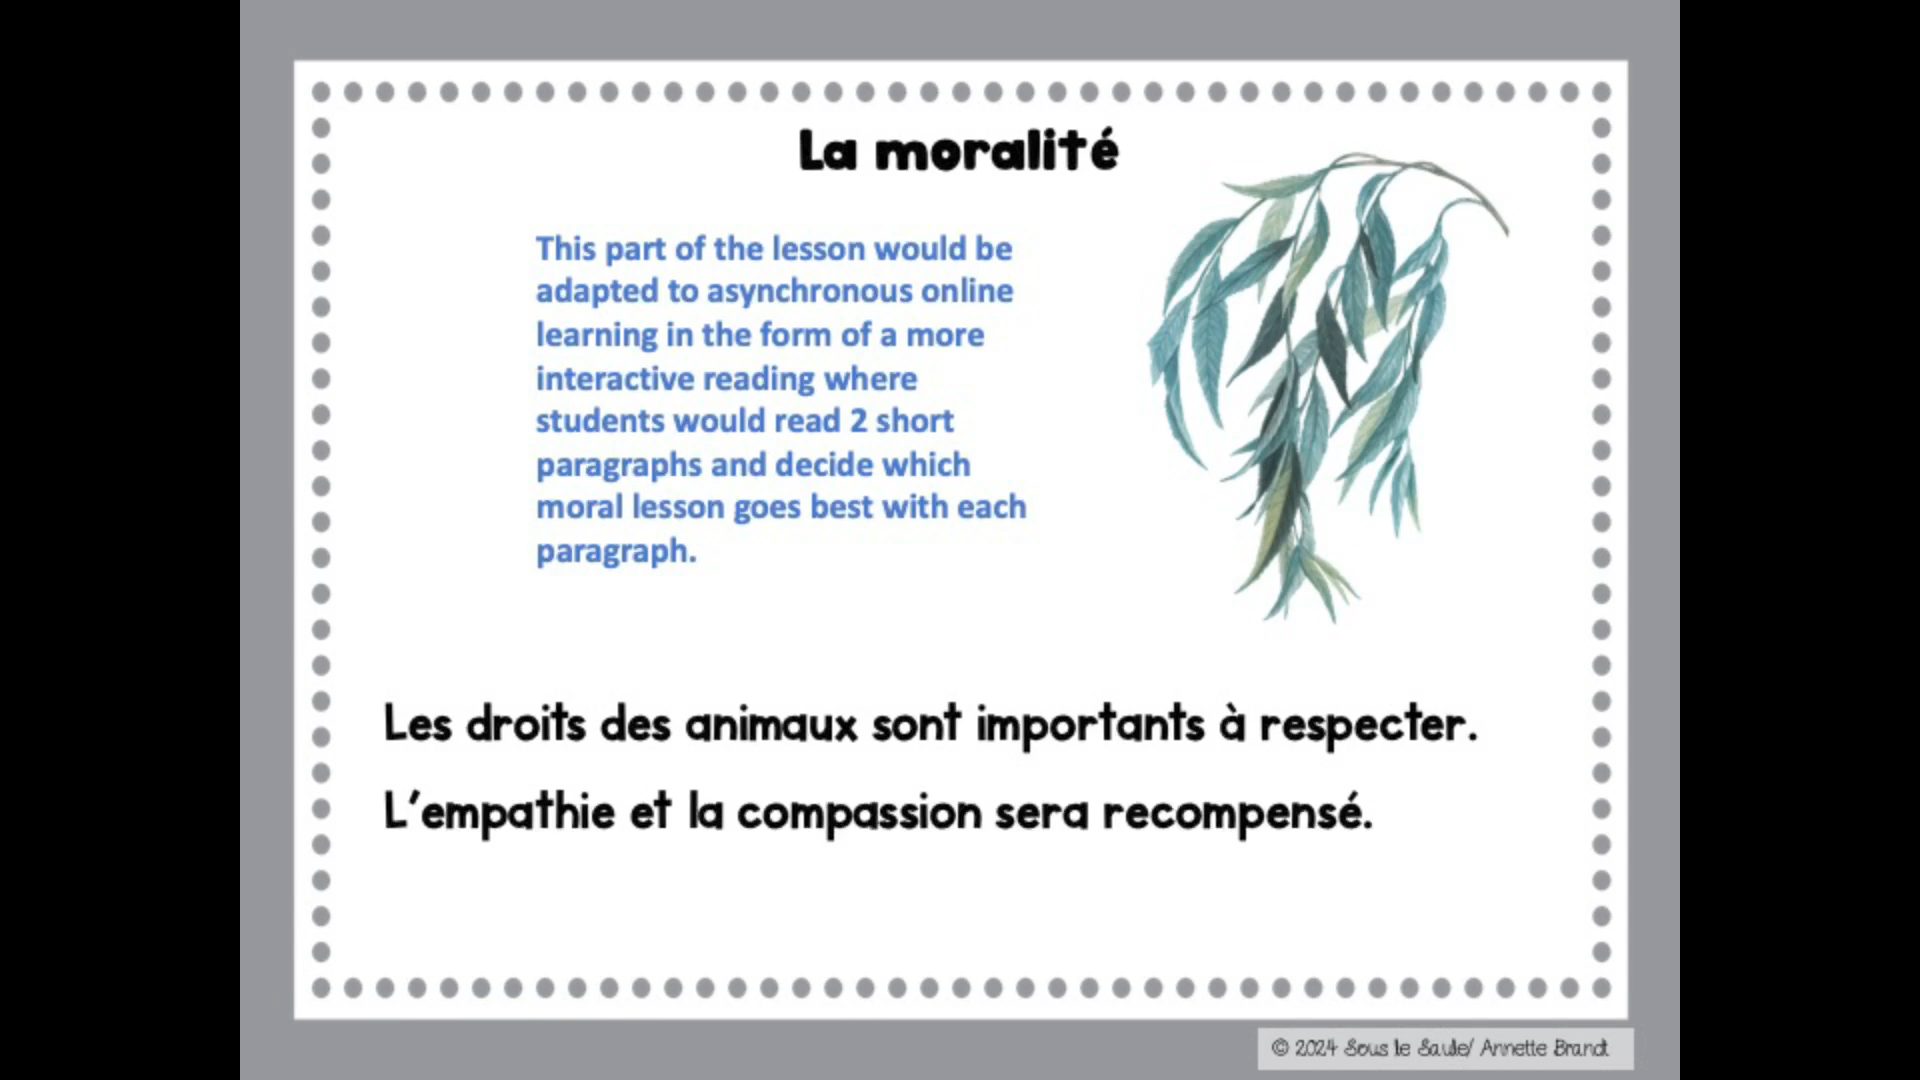 La moralité
This part of the lesson would be
adapted to asynchronous online
learning in the form of a more
interactive reading where
students would read 2 short
paragraphs and decide which
moral lesson goes best with each
paragraph.
Les droits des animaux sont importants à respecter.
L'empathie et la compassion sera recompensé.
© 2024 Sous le Saule/ Annette Brandt